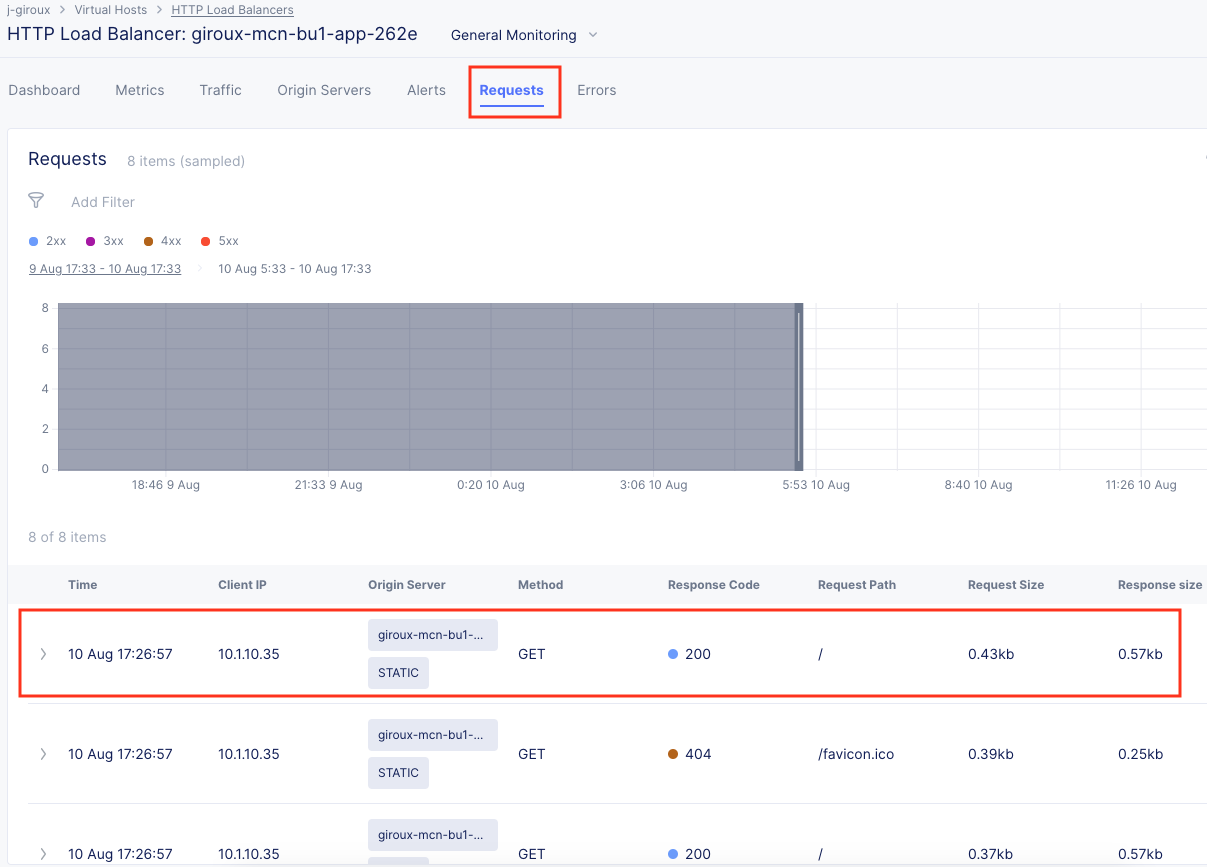 j-giroux > Virtual Hosts > HTTP Load Balancers
HTTP Load Balancer: giroux-mcn-bu1-app-262e General Monitoring
Dashboard Metrics Traffic Origin Servers Alerts Requests Errors
Requests 8 items (sampled)
Add Filter
2xx 3xx 4xx 5xx
9 Aug 17:33 - 10 Aug 17:33 > 10 Aug 5:33 - 10 Aug 17:33
8
6
4
2
0
18:46 9 Aug 21:33 9 Aug 0:20 10 Aug 3:06 10 Aug 5:53 10 Aug 8:40 10 Aug 11:26 10 Aug
8 of 8 items
Time Client IP Origin Server Method Response Code Request Path Request Size Response size
giroux-mcn-bu1-...
10 Aug 17:26:57 10.1.10.35 GET 200 / 0.43kb 0.57kb
STATIC
giroux-mcn-bu1-...
10 Aug 17:26:57 10.1.10.35 GET 404 /favicon.ico 0.39kb 0.25kb
STATIC
giroux-mcn-bu1-...
10 Aug 17:26:57 10.1.10.35 GET 200 / 0.37kb 0.57kb